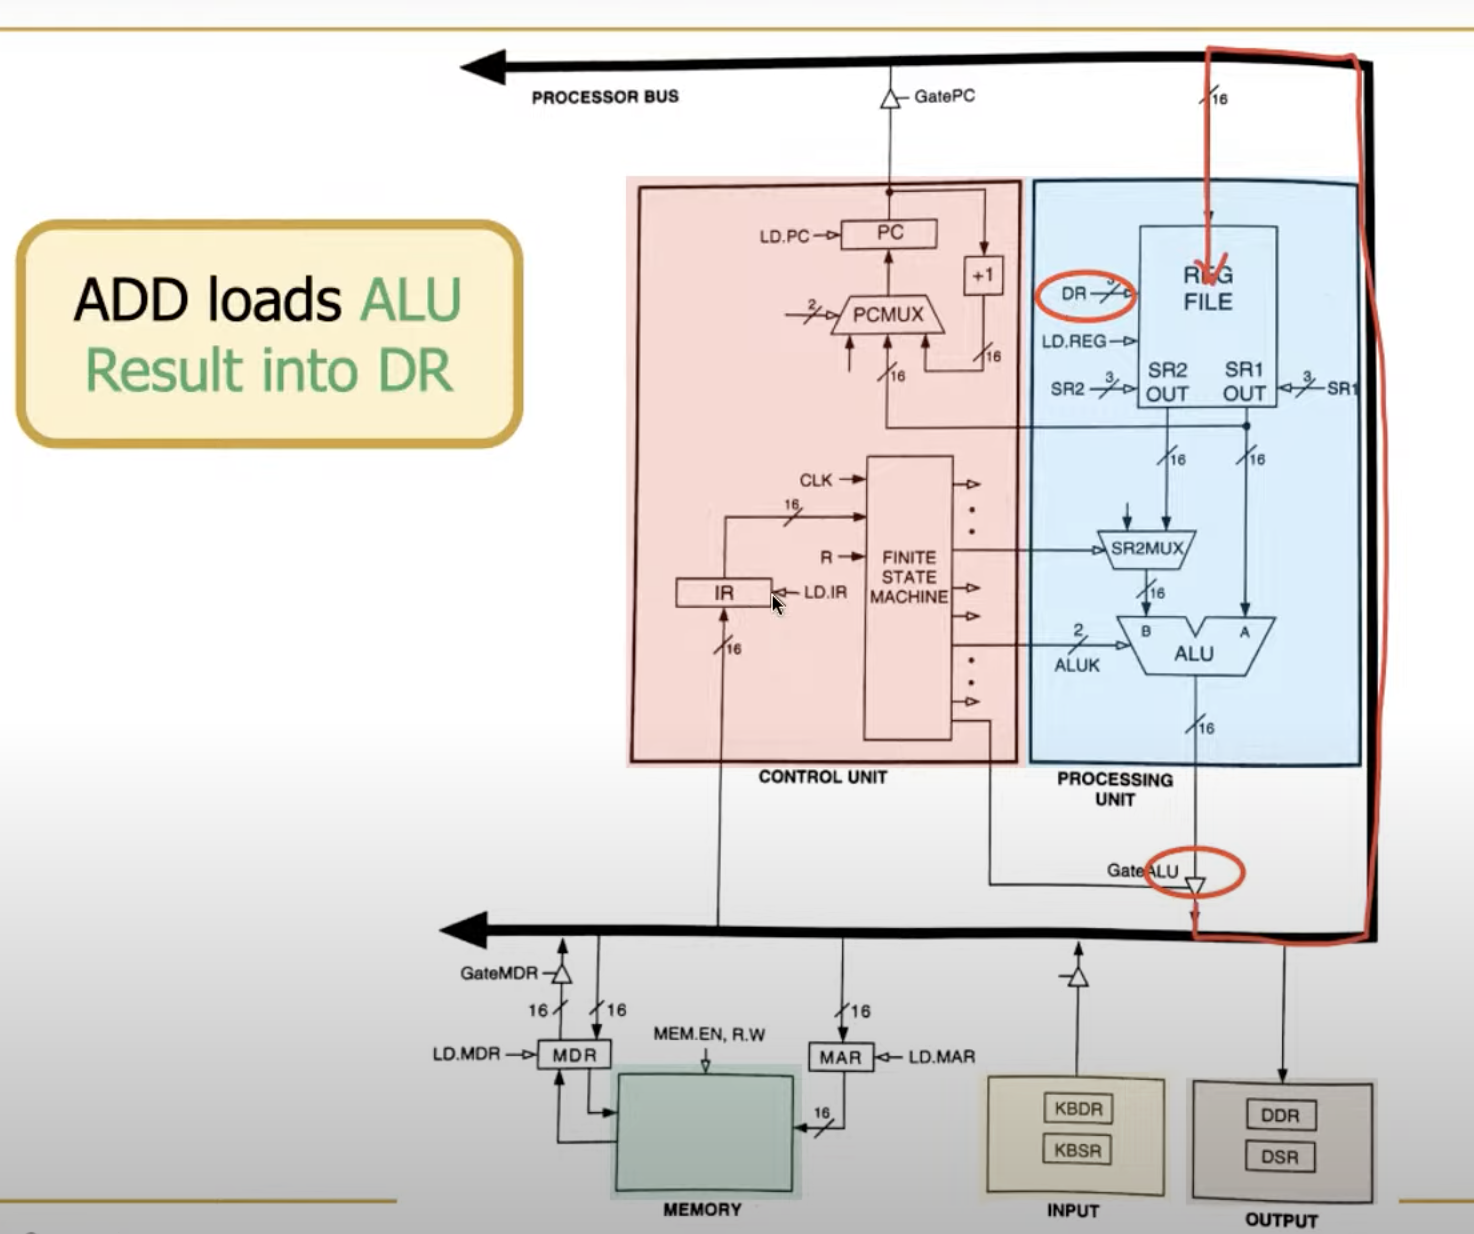 PROCESSOR BUS
GatePC
16
ADD loads ALU
Result into DR
LD.PC
PC
+1
2
PCMUX
16
16
DR
3
REG
FILE
LD.REG
SR2
3
SR2
OUT
SR1
OUT
3
SR1
16
16
CLK
16
R
FINITE
STATE
MACHINE
IR
LD.IR
16
SR2MUX
16
B
A
ALU
2
ALUK
16
CONTROL UNIT
PROCESSING
UNIT
GateALU
GateMDR
16
16
16
MEM.EN, R.W
LD.MDR
MDR
MAR
LD.MAR
16
KBDR
KBSR
DDR
DSR
MEMORY
INPUT
OUTPUT